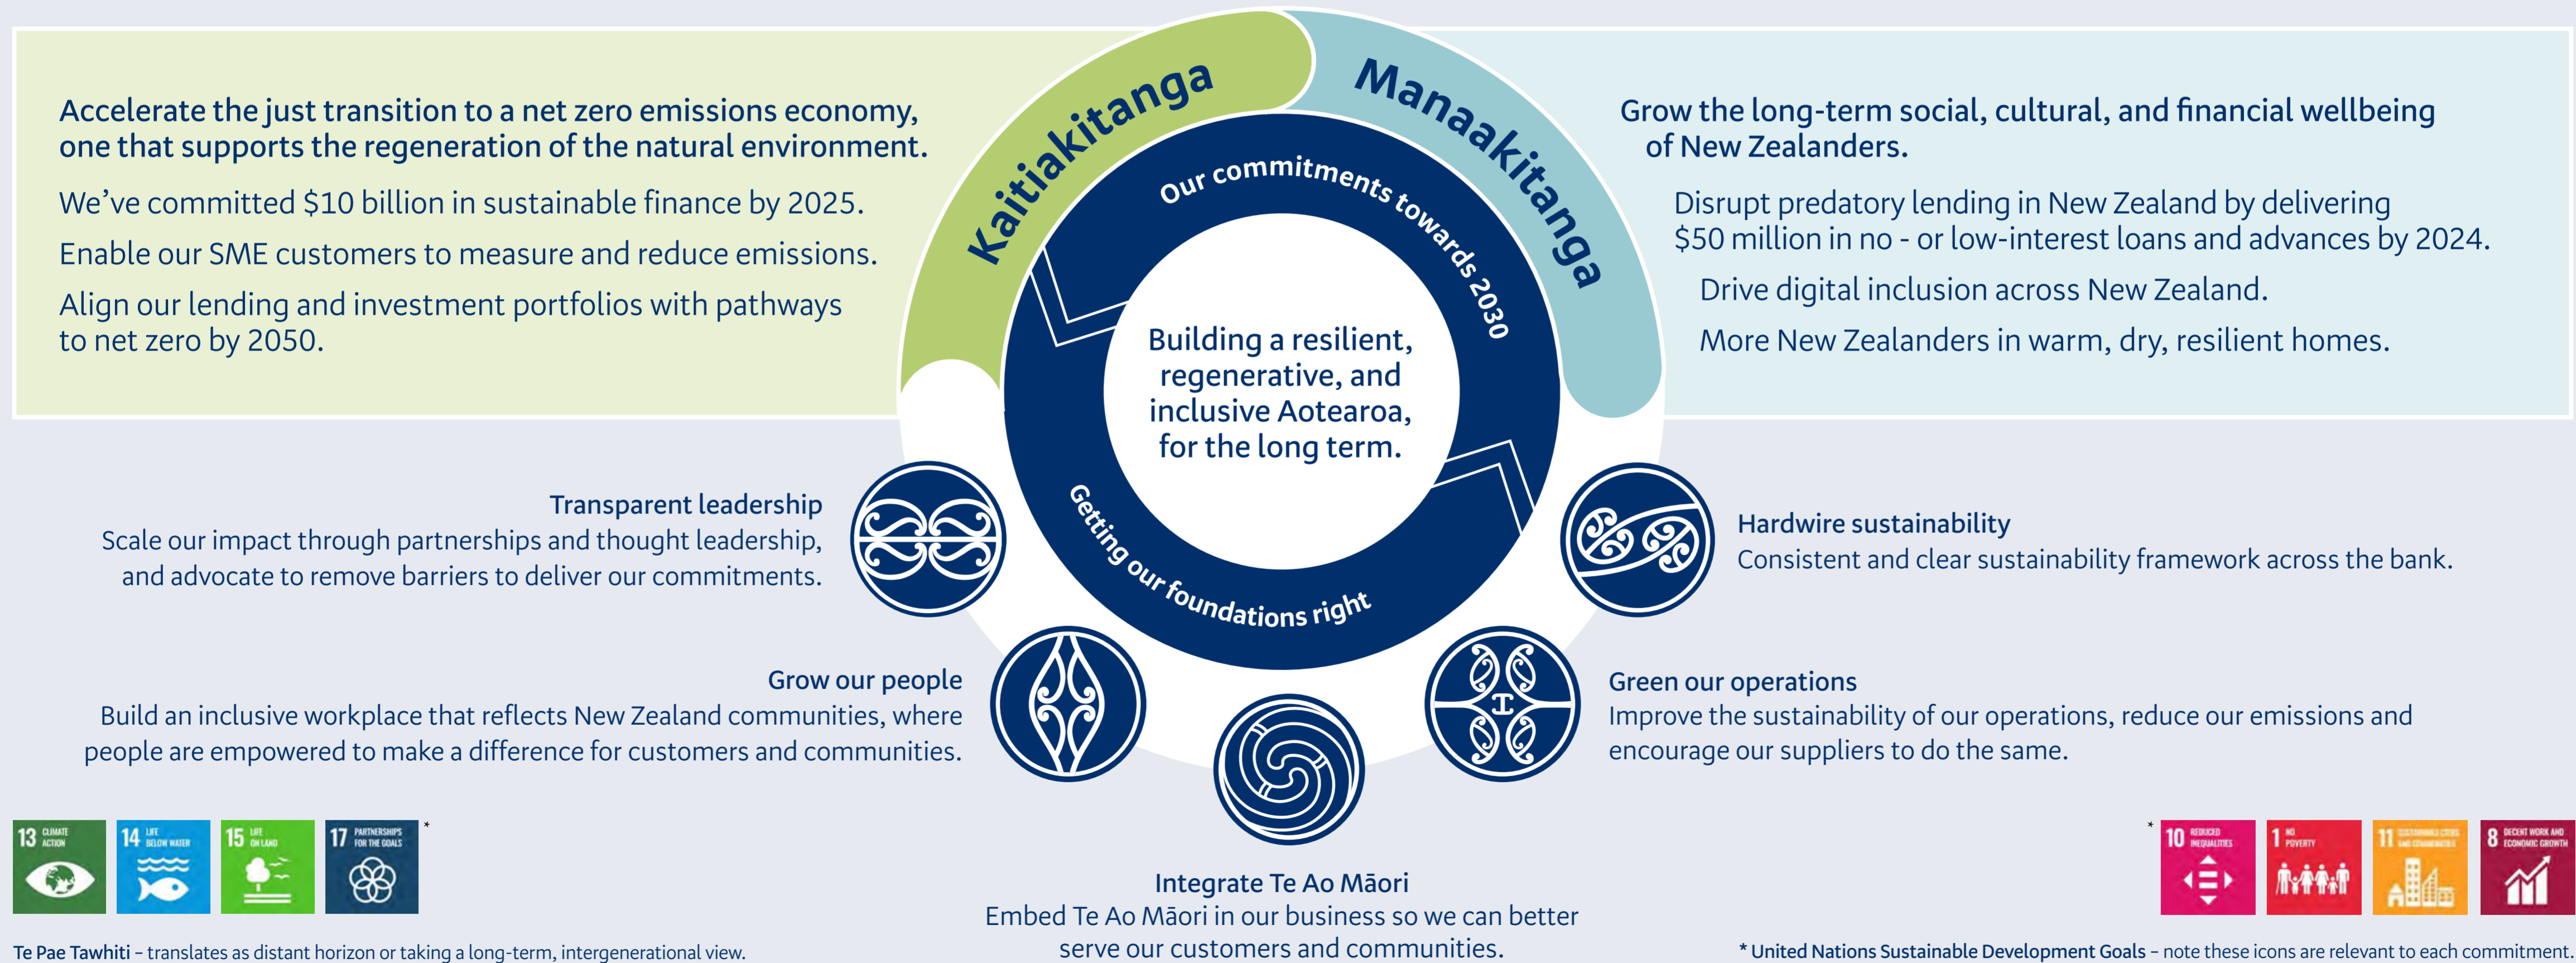 Kaitiakitanga
Accelerate the just transition to a net zero emissions economy,
one that supports the regeneration of the natural environment.
We've committed $10 billion in sustainable finance by 2025.
Enable our SME customers to measure and reduce emissions.
Align our lending and investment portfolios with pathways
to net zero by 2050.
Manaakitanga
Grow the long-term social, cultural, and financial wellbeing
of New Zealanders.
Disrupt predatory lending in New Zealand by delivering
$50 million in no - or low-interest loans and advances by 2024.
Drive digital inclusion across New Zealand.
More New Zealanders in warm, dry, resilient homes.
Our commitments towards 2030
Building a resilient,
regenerative, and
inclusive Aotearoa,
for the long term.
Getting our foundations right
Transparent leadership
Scale our impact through partnerships and thought leadership,
and advocate to remove barriers to deliver our commitments.
Grow our people
Build an inclusive workplace that reflects New Zealand communities, where
people are empowered to make a difference for customers and communities.
Integrate Te Ao Māori
Embed Te Ao Māori in our business so we can better
serve our customers and communities.
Green our operations
Improve the sustainability of our operations, reduce our emissions and
encourage our suppliers to do the same.
Hardwire sustainability
Consistent and clear sustainability framework across the bank.
13 CLIMATE
ACTION
14 LIFE
BELOW WATER
15 LIFE
ON LAND
17 PARTNERSHIPS
FOR THE GOALS
*
*
10 REDUCED
INEQUALITIES
1 NO
POVERTY
11 SUSTAINABLE CITIES
AND COMMUNITIES
8 DECENT WORK AND
ECONOMIC GROWTH
Te Pae Tawhiti – translates as distant horizon or taking a long-term, intergenerational view.
* United Nations Sustainable Development Goals – note these icons are relevant to each commitment.